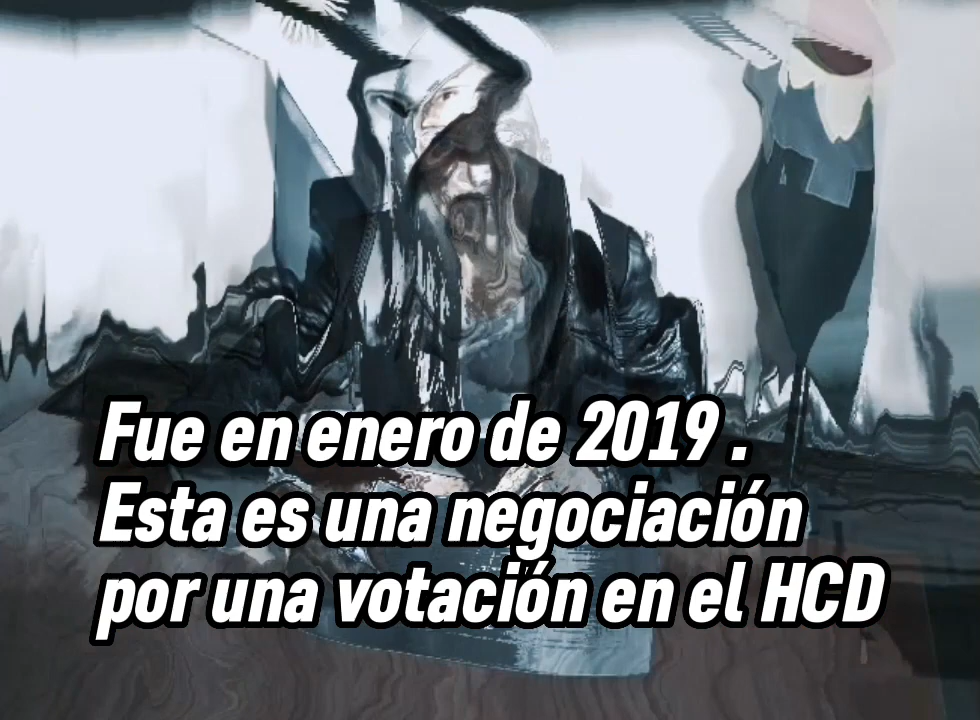 Fue en enero de 2019 .
Esta es una negociación
por una votación en el HCD